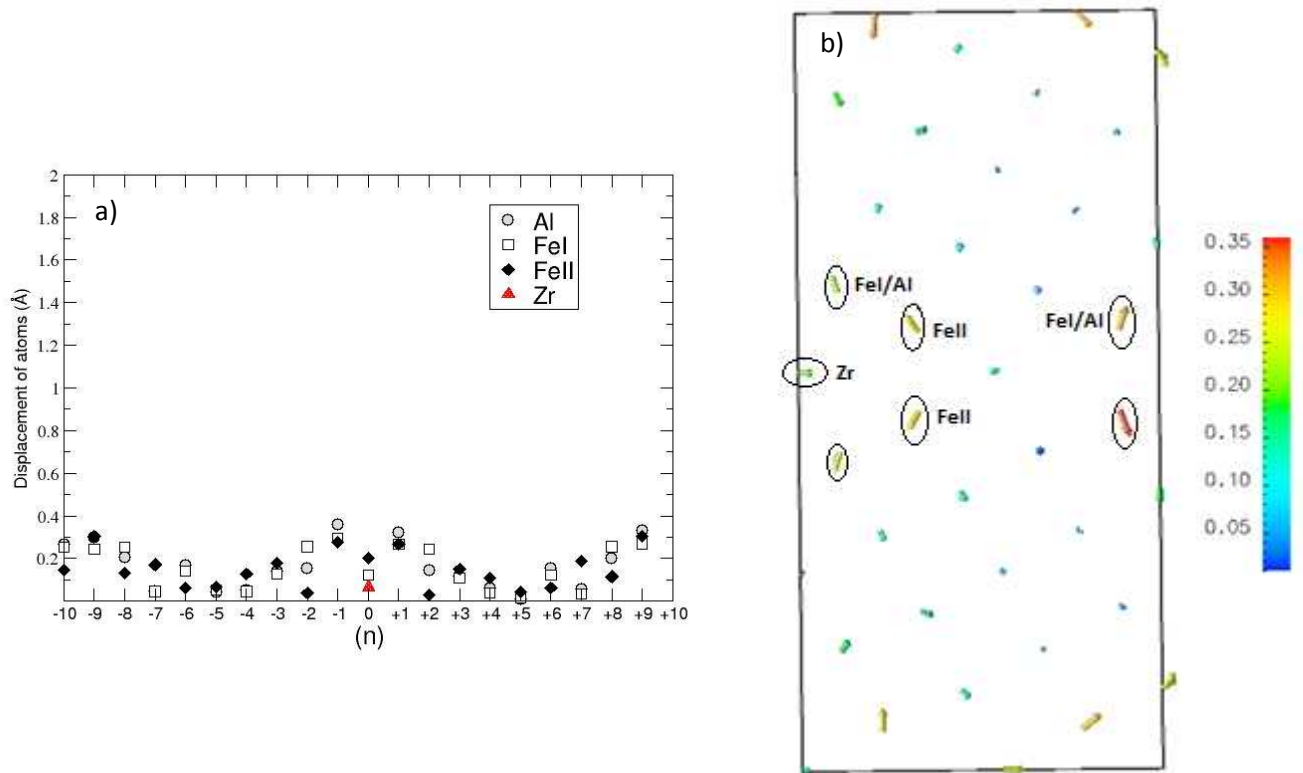 a)
2
1.8
1.6
1.4
1.2
1
0.8
0.6
0.4
0.2
Displacement of atoms (Å)
Al
FeI
FeII
Zr
-10 -9 -8 -7 -6 -5 -4 -3 -2 -1 0 +1 +2 +3 +4 +5 +6 +7 +8 +9 +10
(n)
b)
FeI/Al
FeII
FeI/Al
Zr
FeII
0.35
0.30
0.25
0.20
0.15
0.10
0.05